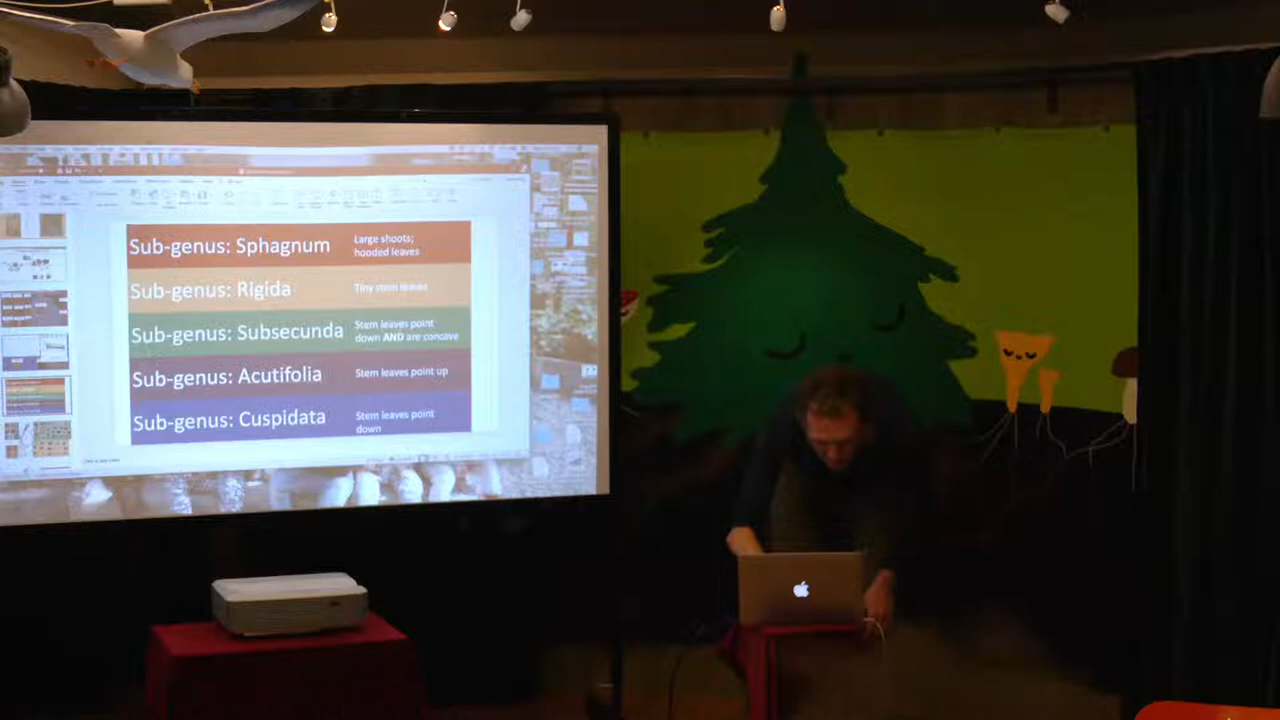 Sub-genus: Sphagnum
Large shoots;
hooded leaves
Sub-genus: Rigida
Tiny stem leaves
Sub-genus: Subsecunda
Stem leaves point
down AND are concave
Sub-genus: Acutifolia
Stem leaves point up
Sub-genus: Cuspidata
Stem leaves point
down